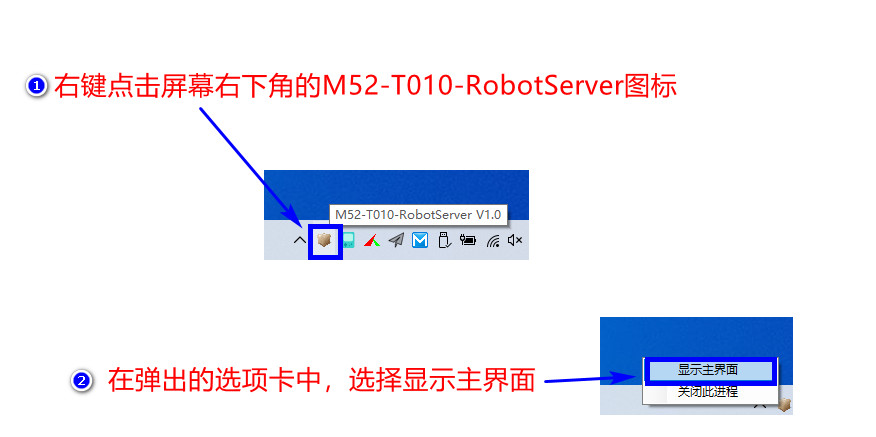 1 右键点击屏幕右下角的M52-T010-RobotServer图标
M52-T010-RobotServer V1.0
2 在弹出的选项卡中，选择显示主界面
显示主界面
关闭此进程